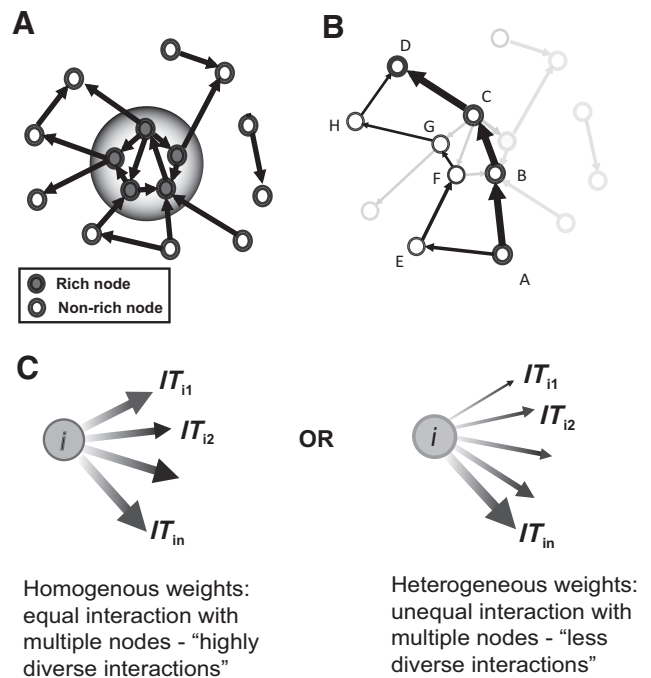 A
Rich node
Non-rich node
B
D
C
H
G
F
B
E
A
C
i
ITi1
ITi2
ITin
OR
i
ITi1
ITi2
ITin
Homogenous weights:
equal interaction with
multiple nodes - “highly
diverse interactions”
Heterogeneous weights:
unequal interaction with
multiple nodes - “less
diverse interactions”